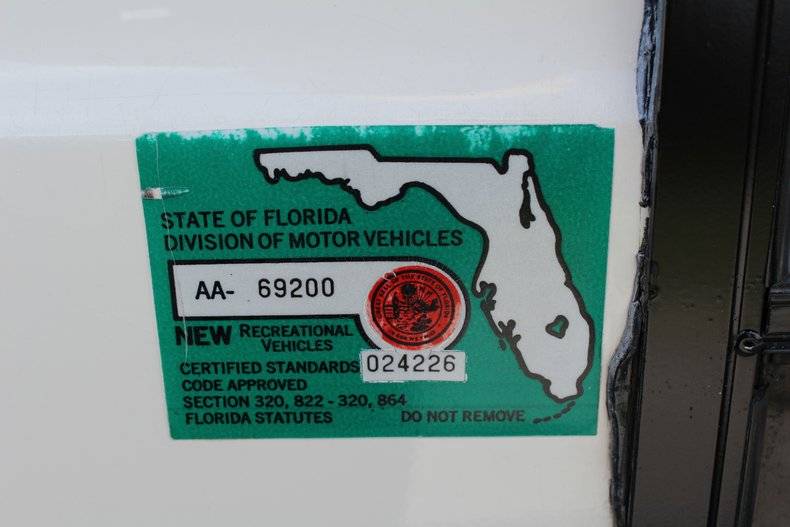 STATE OF FLORIDA
DIVISION OF MOTOR VEHICLES
AA- 69200
NEW RECREATIONAL
VEHICLES
CERTIFIED STANDARDS 024226
CODE APPROVED
SECTION 320, 822 - 320, 864
FLORIDA STATUTES DO NOT REMOVE